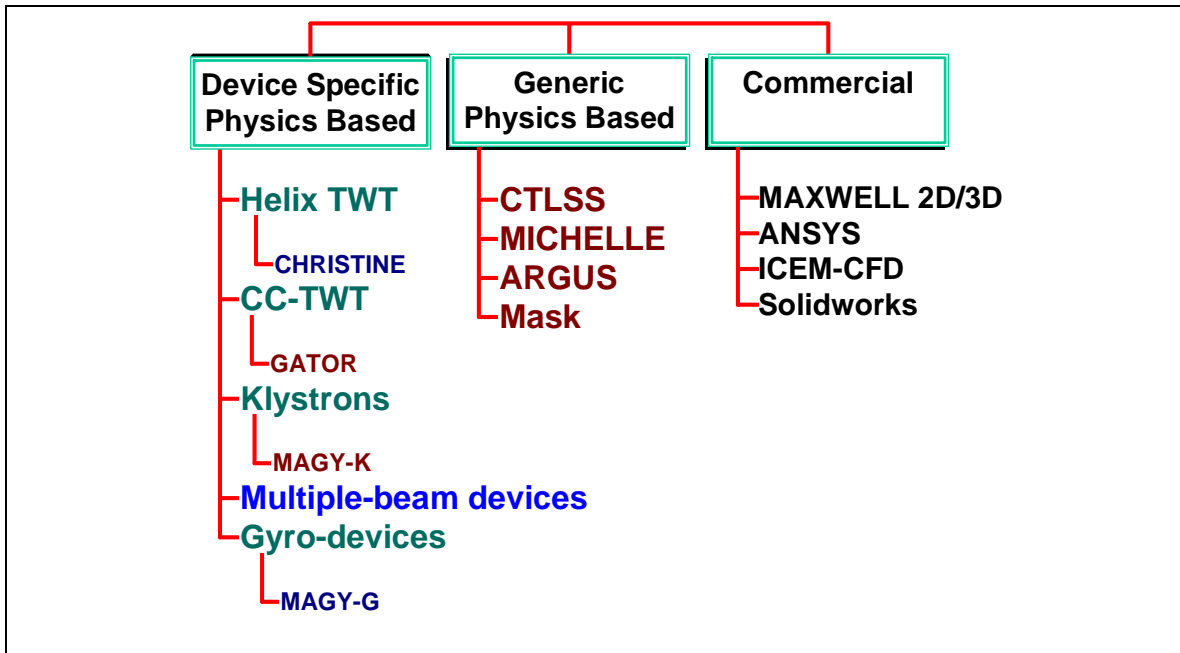 Device Specific
Physics Based
Generic
Physics Based
Commercial
Helix TWT
CHRISTINE
CC-TWT
GATOR
Klystrons
MAGY-K
Multiple-beam devices
Gyro-devices
MAGY-G
CTLSS
MICHELLE
ARGUS
Mask
MAXWELL 2D/3D
ANSYS
ICEM-CFD
Solidworks